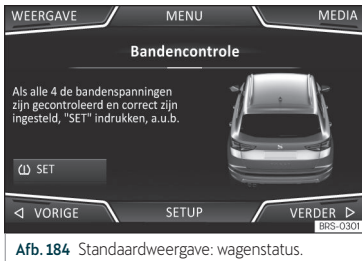 WEERGAVE MENU MEDIA
Bandencontrole
Als alle 4 de bandenspanningen
zijn gecontroleerd en correct zijn
ingesteld, "SET" indrukken, a.u.b.
SET
VORIGE SETUP VERDER
BRS-0301
Afb. 184 Standaardweergave: wagenstatus.